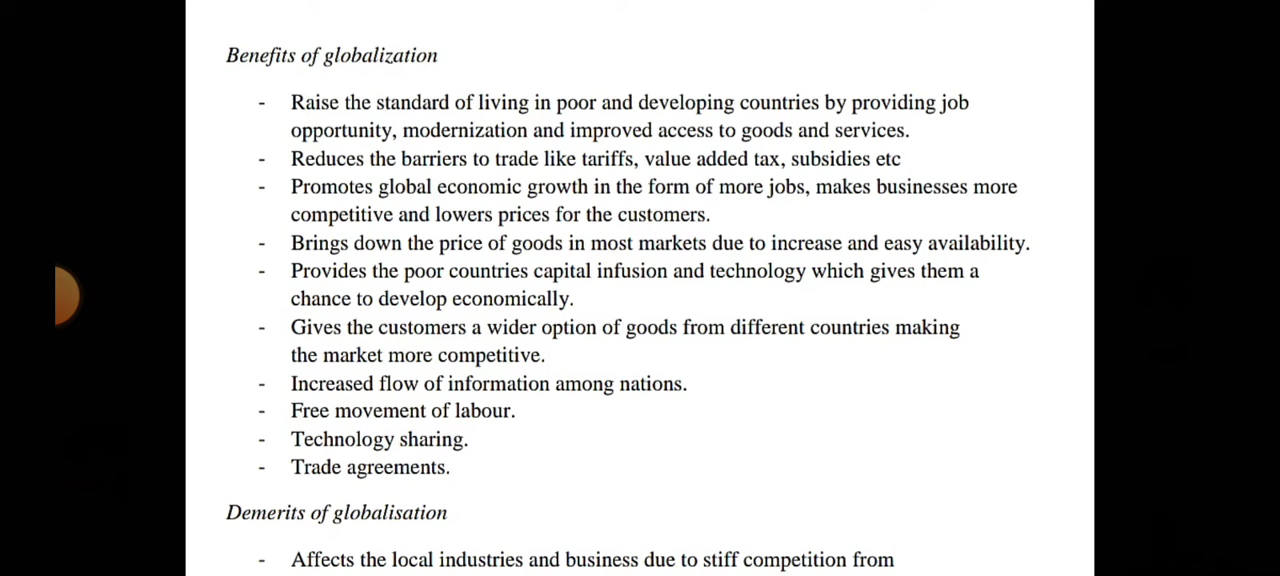 Benefits of globalization
- Raise the standard of living in poor and developing countries by providing job
opportunity, modernization and improved access to goods and services.
- Reduces the barriers to trade like tariffs, value added tax, subsidies etc
- Promotes global economic growth in the form of more jobs, makes businesses more
competitive and lowers prices for the customers.
- Brings down the price of goods in most markets due to increase and easy availability.
- Provides the poor countries capital infusion and technology which gives them a
chance to develop economically.
- Gives the customers a wider option of goods from different countries making
the market more competitive.
- Increased flow of information among nations.
- Free movement of labour.
- Technology sharing.
- Trade agreements.
Demerits of globalisation
- Affects the local industries and business due to stiff competition from